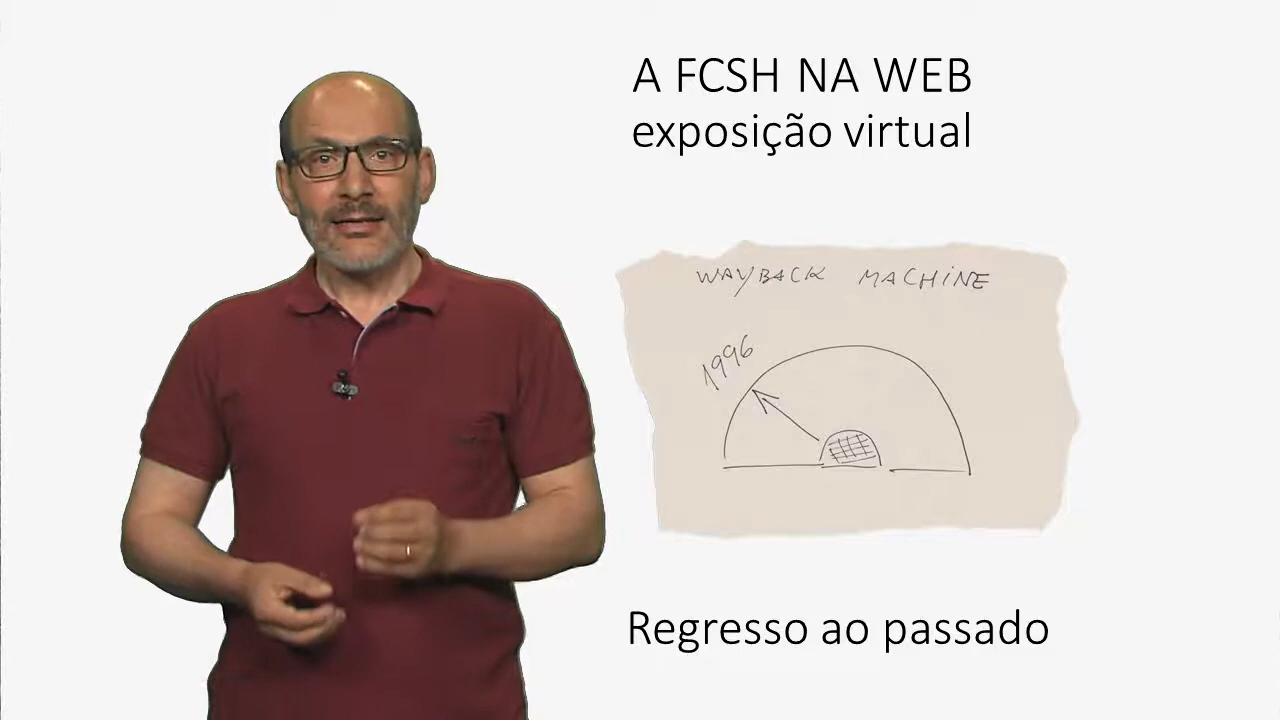 A FCSH NA WEB
exposição virtual
WAYBACK MACHINE
1996
Regresso ao passado